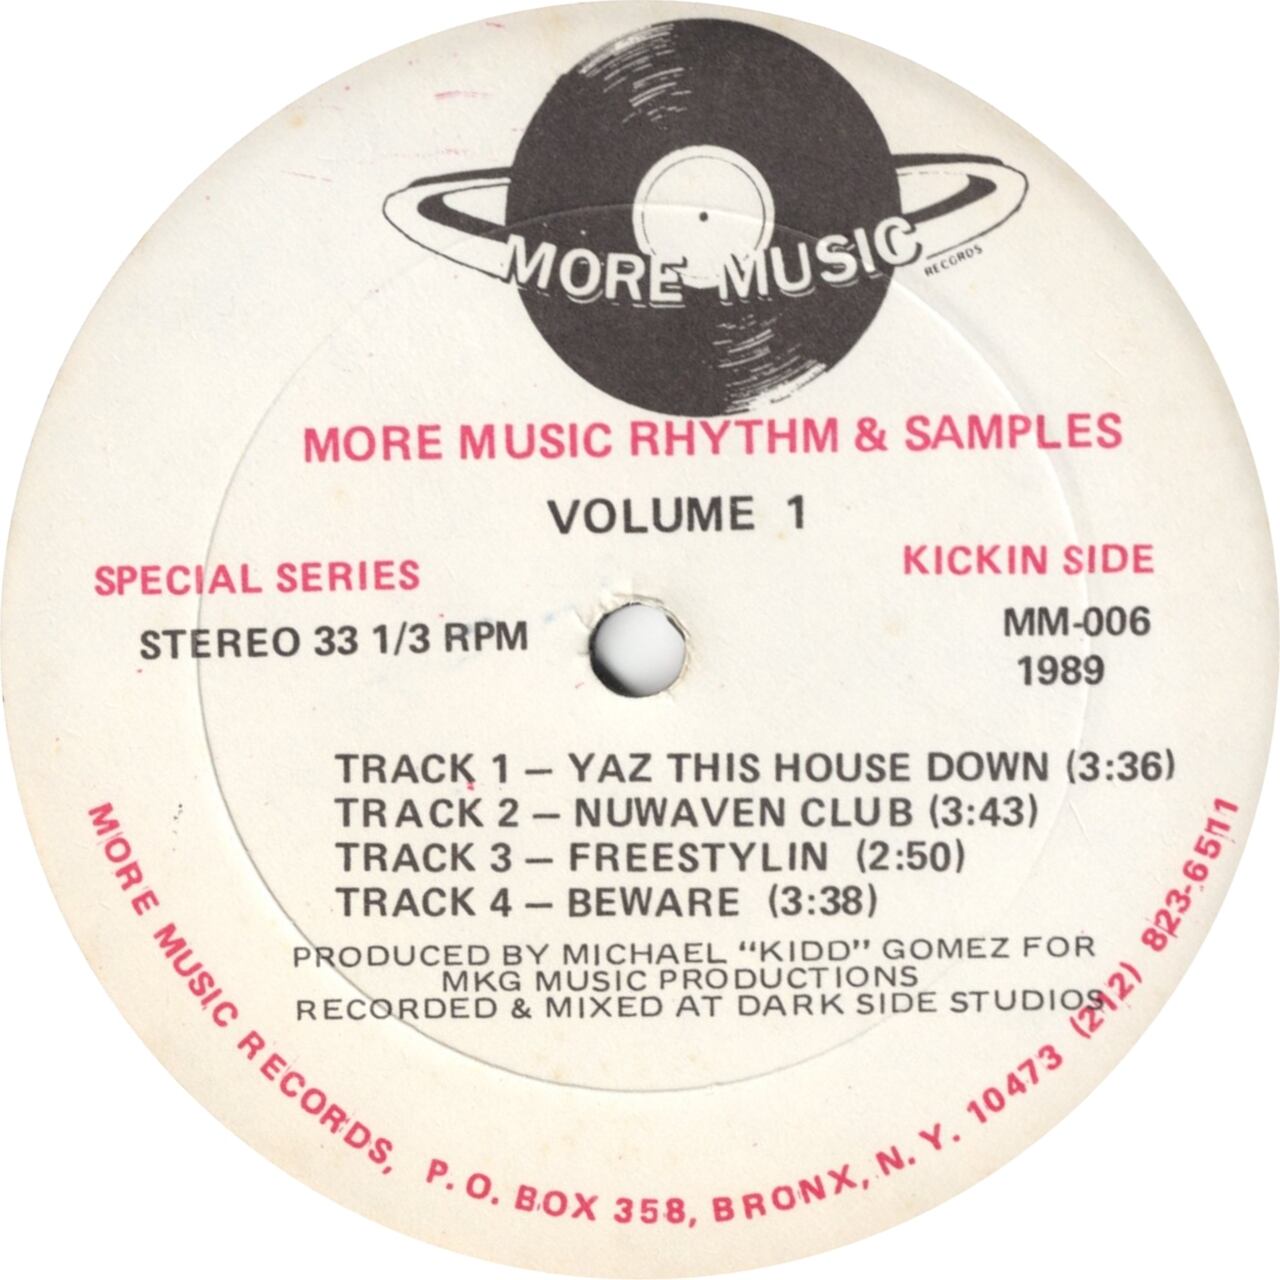 MORE MUSIC
RECORDS
MORE MUSIC RHYTHM & SAMPLES
VOLUME 1
SPECIAL SERIES
KICKIN SIDE
STEREO 33 1/3 RPM
MM-006
1989
TRACK 1 – YAZ THIS HOUSE DOWN (3:36)
TRACK 2 – NUWAVEN CLUB (3:43)
TRACK 3 – FREESTYLIN (2:50)
TRACK 4 – BEWARE (3:38)
PRODUCED BY MICHAEL "KIDD" GOMEZ FOR
MKG MUSIC PRODUCTIONS
RECORDED & MIXED AT DARK SIDE STUDIOS
MORE MUSIC RECORDS, P.O. BOX 358, BRONX, N.Y. 10473 (212) 823-6511